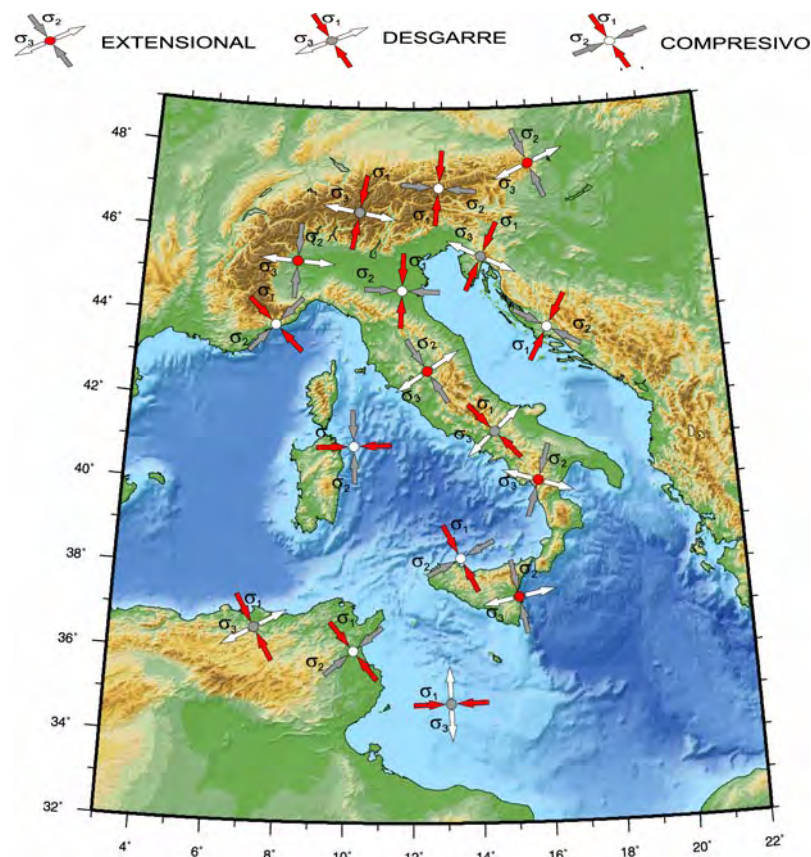 σ₂
σ₃
EXTENSIONAL
σ₁
σ₃
DESGARRE
σ₁
σ₂
COMPRESIVO
48°
σ₂
σ₃
σ₁
σ₃
σ₁
σ₂
46°
σ₃
σ₁
σ₂
σ₃
σ₂
σ₁
44°
σ₁
σ₂
σ₂
σ₁
42°
σ₂
σ₃
σ₁
σ₃
40°
σ
σ₂
σ₂
σ₃
38°
σ₁
σ₂
σ₂
σ₃
36°
σ₁
σ₃
σ
σ₂
34°
σ₁
σ₃
32°
4° 6° 8° 10° 12° 14° 16° 18° 20° 22°